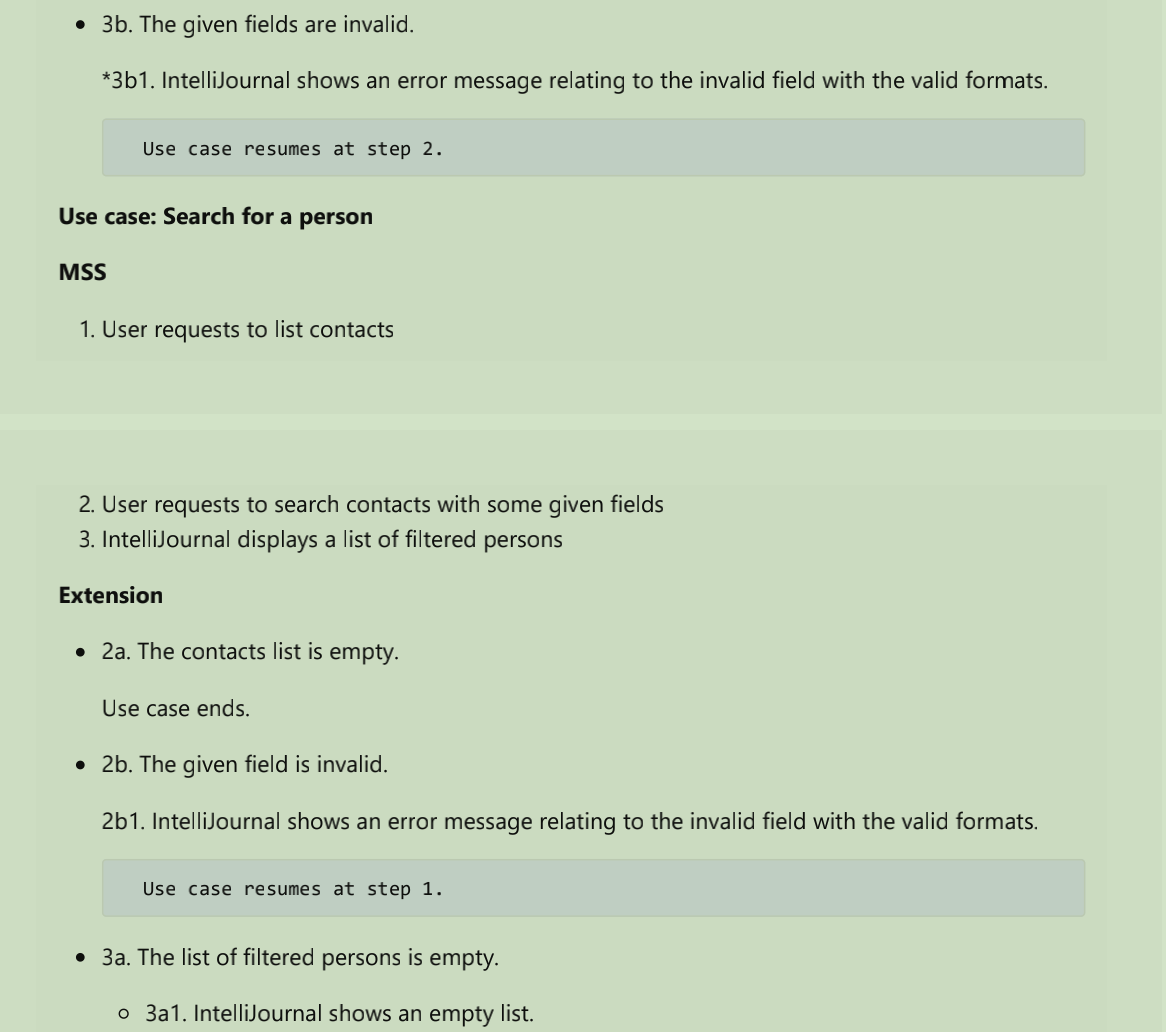 • 3b. The given fields are invalid.
*3b1. IntelliJournal shows an error message relating to the invalid field with the valid formats.
Use case resumes at step 2.
Use case: Search for a person
MSS
1. User requests to list contacts
2. User requests to search contacts with some given fields
3. IntelliJournal displays a list of filtered persons
Extension
• 2a. The contacts list is empty.
Use case ends.
• 2b. The given field is invalid.
2b1. IntelliJournal shows an error message relating to the invalid field with the valid formats.
Use case resumes at step 1.
• 3a. The list of filtered persons is empty.
○ 3a1. IntelliJournal shows an empty list.